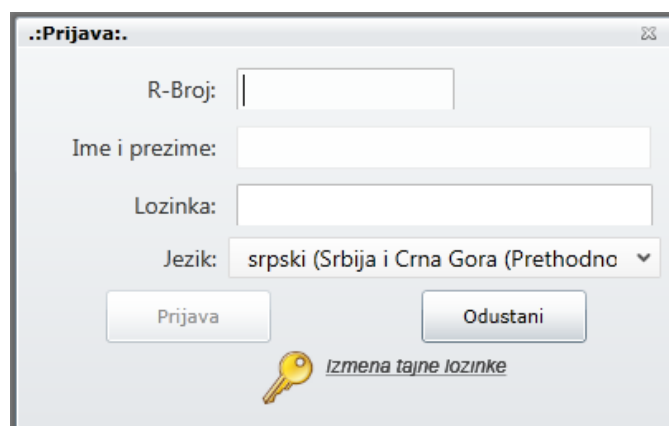 .:Prijava:.
R-Broj:
Ime i prezime:
Lozinka:
Jezik: srpski (Srbija i Crna Gora (Prethodno
Prijava Odustani
Izmena tajne lozinke